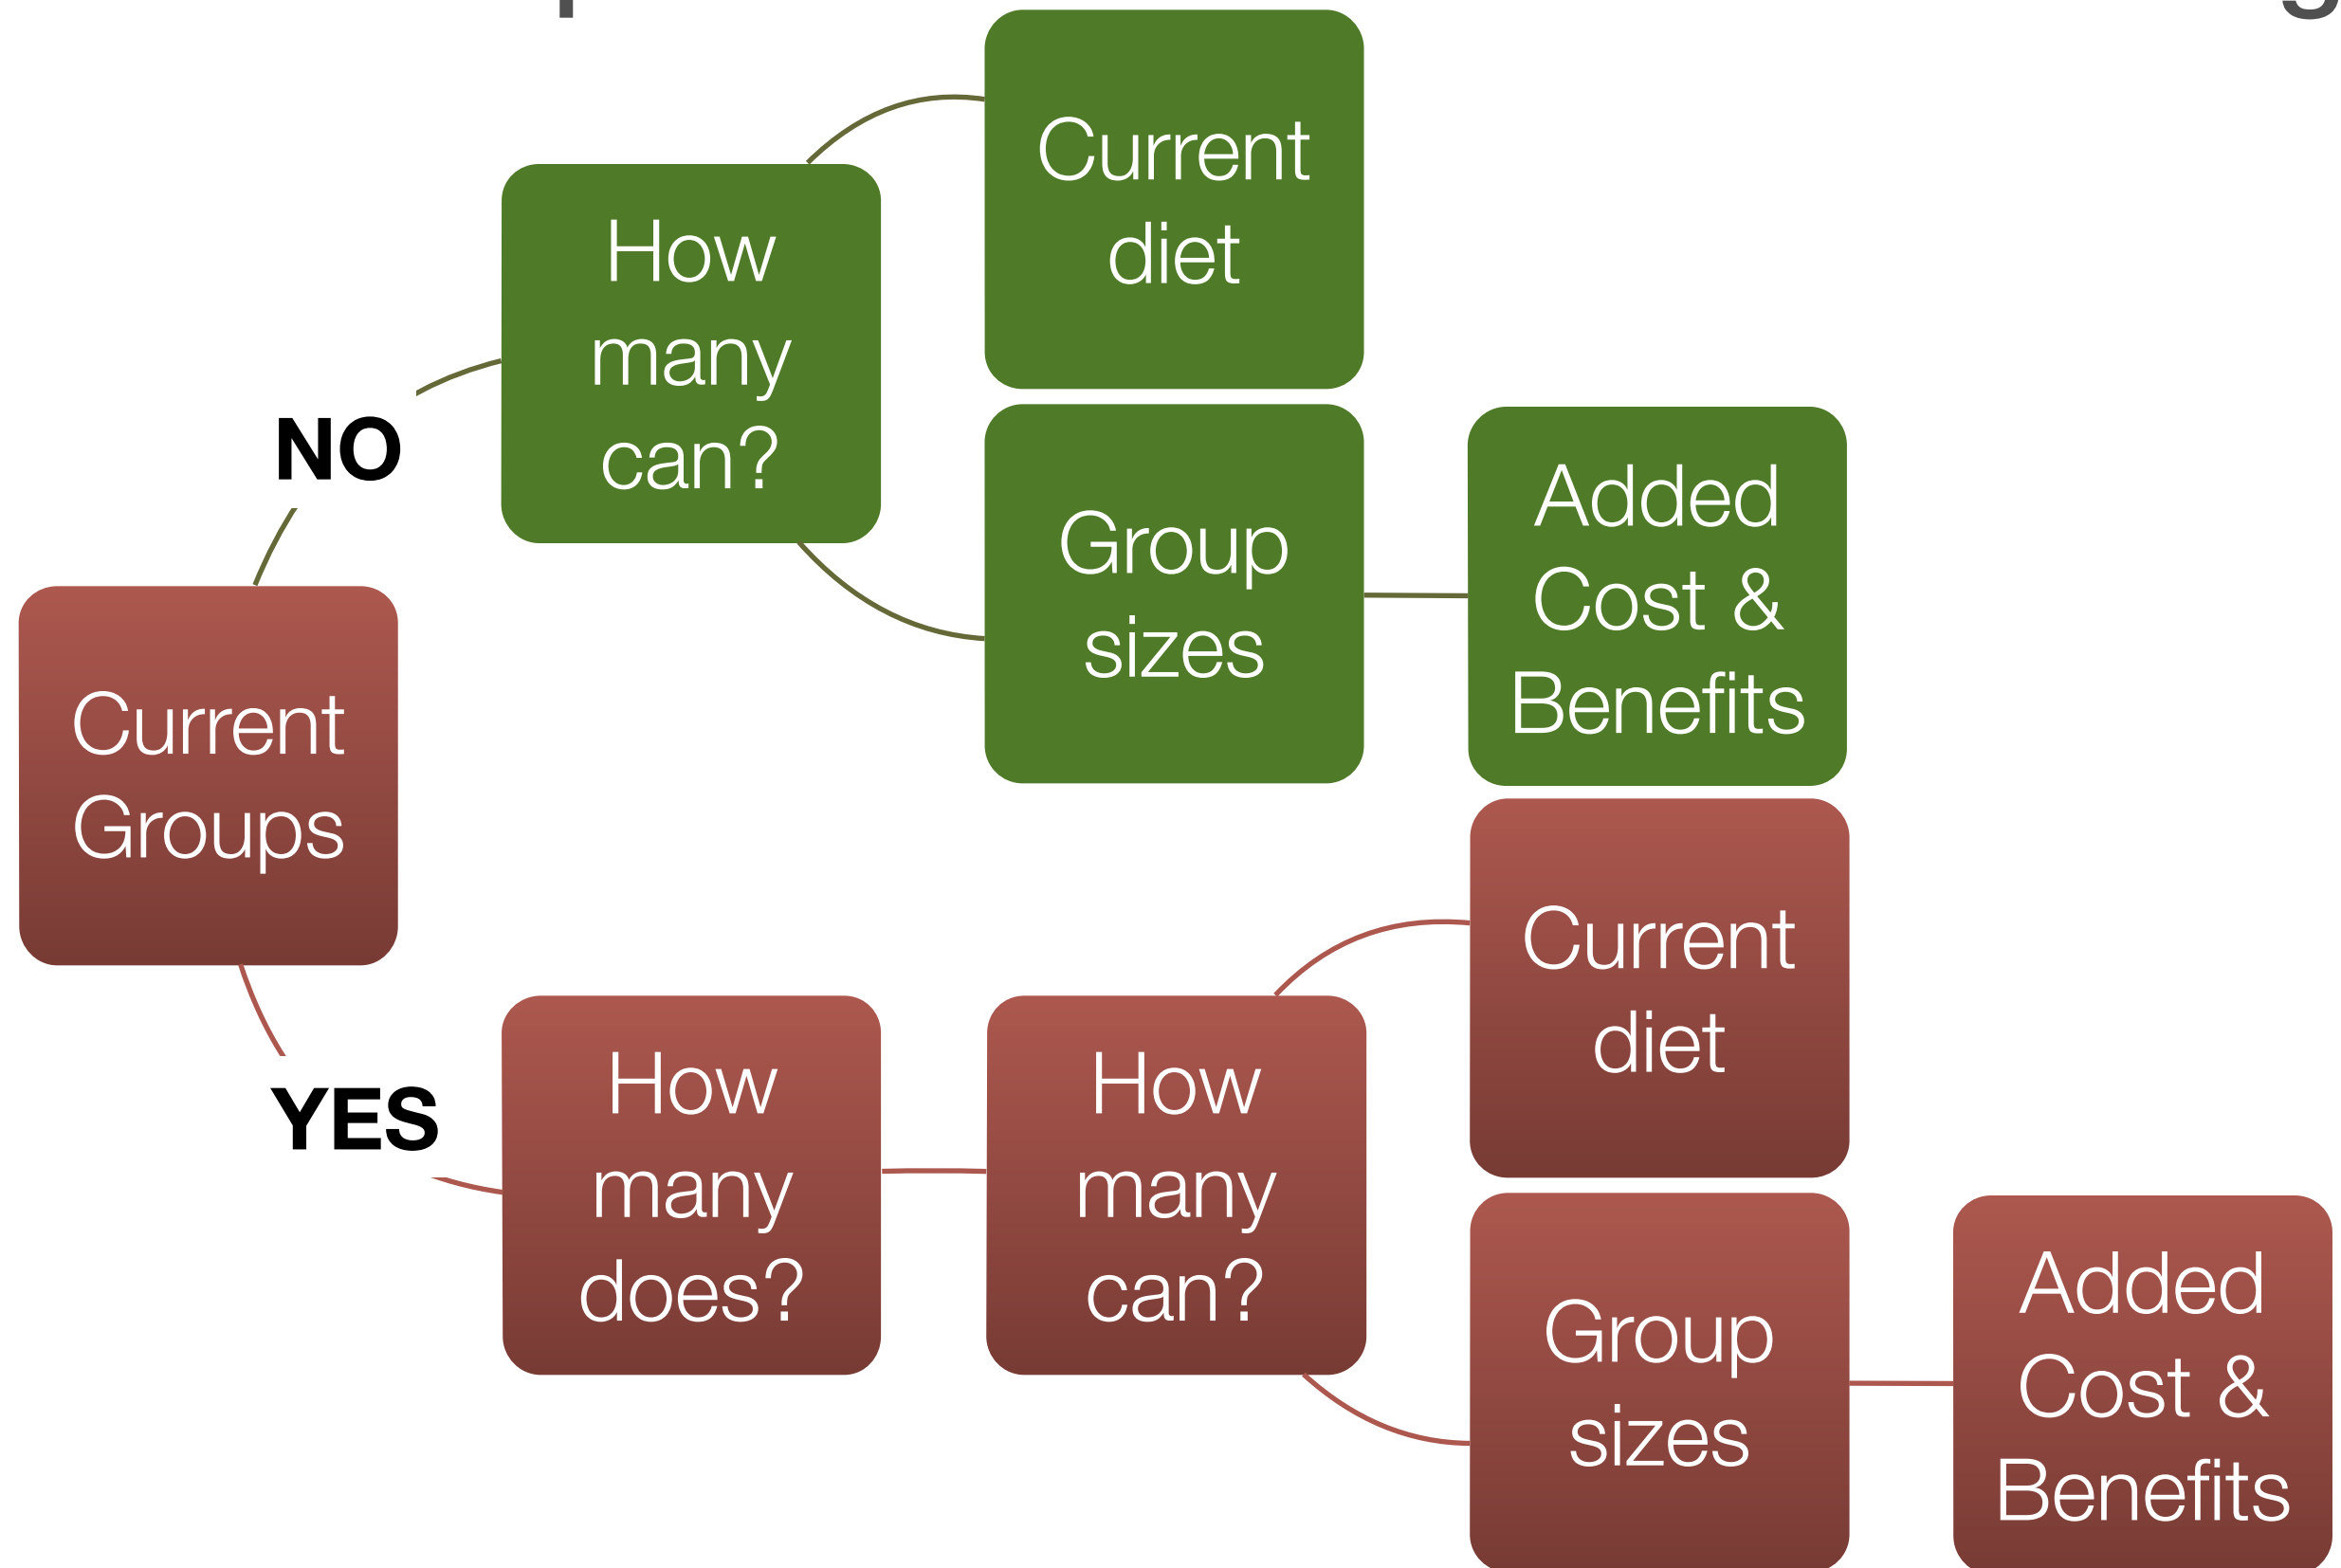 Current
diet
How
many
can?
NO
Group
sizes
Added
Cost &
Benefits
Current
Groups
Current
diet
YES
How
many
does?
How
many
can?
Group
sizes
Added
Cost &
Benefits